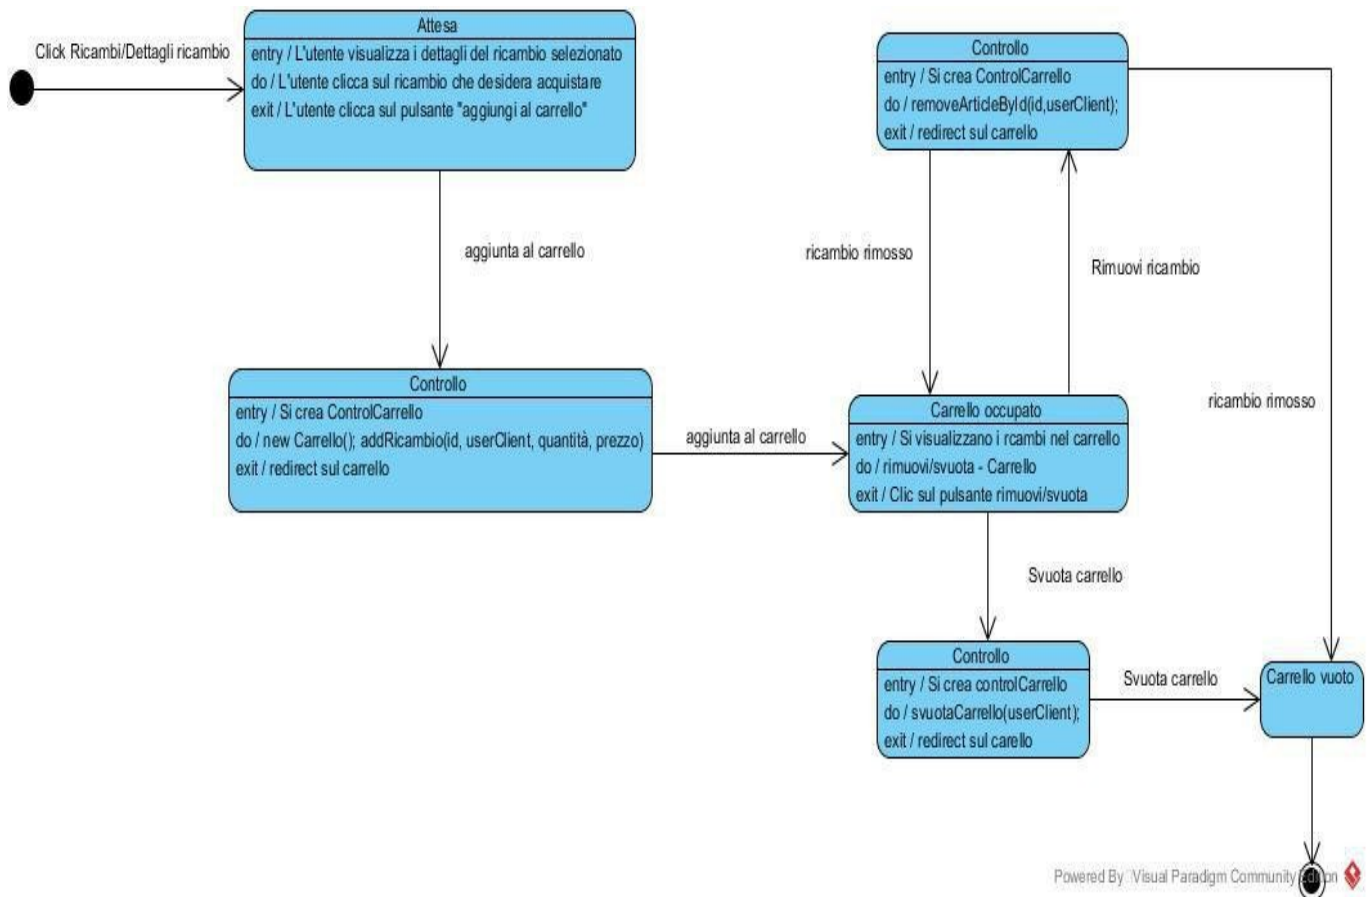 Click Ricambi/Dettagli ricambio
Attesa
entry / L'utente visualizza i dettagli del ricambio selezionato
do / L'utente clicca sul ricambio che desidera acquistare
exit / L'utente clicca sul pulsante "aggiungi al carrello"
aggiunta al carrello
Controllo
entry / Si crea ControlCarrello
do / new Carrello(); addRicambio(id, userClient, quantità, prezzo)
exit / redirect sul carrello
aggiunta al carrello
Controllo
entry / Si crea ControlCarrello
do / removeArticleById(id,userClient);
exit / redirect sul carrello
ricambio rimosso
Rimuovi ricambio
ricambio rimosso
Carrello occupato
entry / Si visualizzano i rcambi nel carrello
do / rimuovi/svuota - Carrello
exit / Clic sul pulsante rimuovi/svuota
Svuota carrello
Controllo
entry / Si crea controlCarrello
do / svuotaCarrello(userClient);
exit / redirect sul carello
Svuota carrello
Carrello vuoto
Powered By Visual Paradigm Community Edition